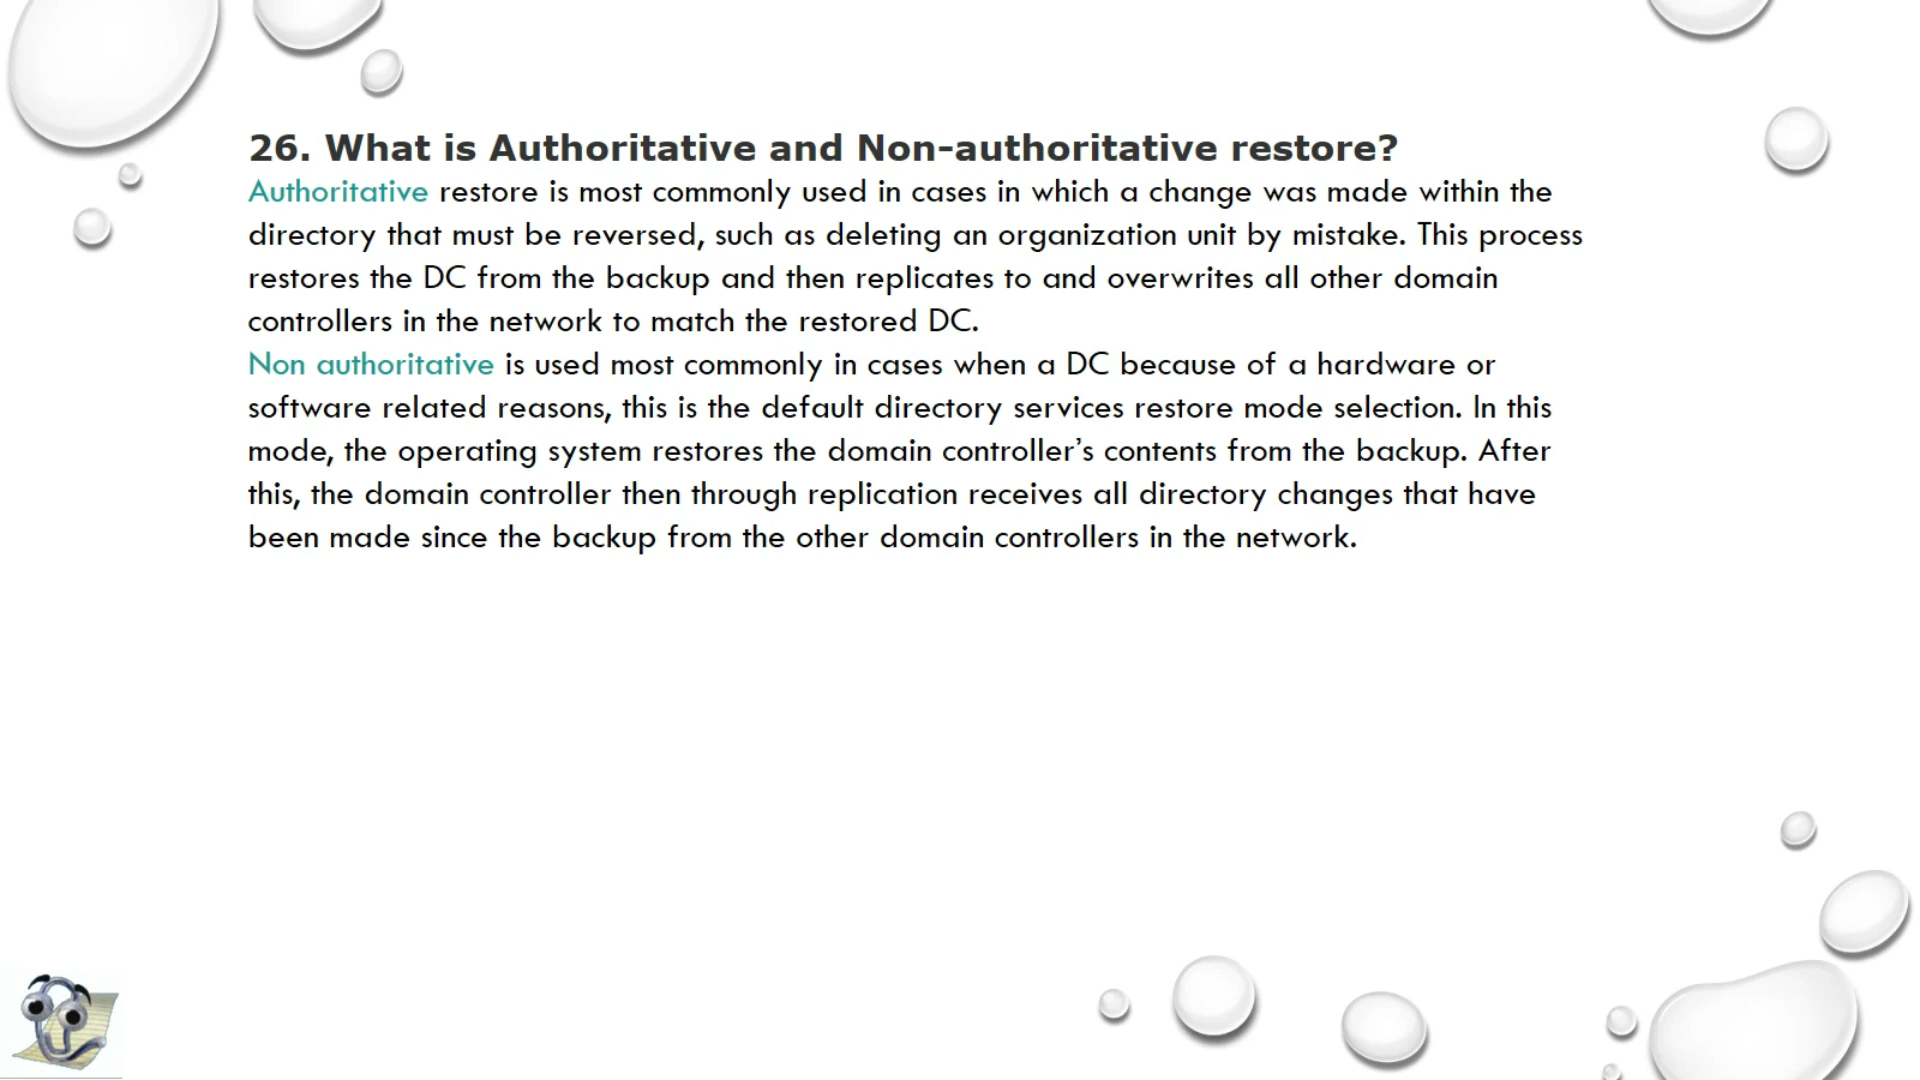 26. What is Authoritative and Non-authoritative restore?
Authoritative restore is most commonly used in cases in which a change was made within the
directory that must be reversed, such as deleting an organization unit by mistake. This process
restores the DC from the backup and then replicates to and overwrites all other domain
controllers in the network to match the restored DC.
Non authoritative is used most commonly in cases when a DC because of a hardware or
software related reasons, this is the default directory services restore mode selection. In this
mode, the operating system restores the domain controller’s contents from the backup. After
this, the domain controller then through replication receives all directory changes that have
been made since the backup from the other domain controllers in the network.